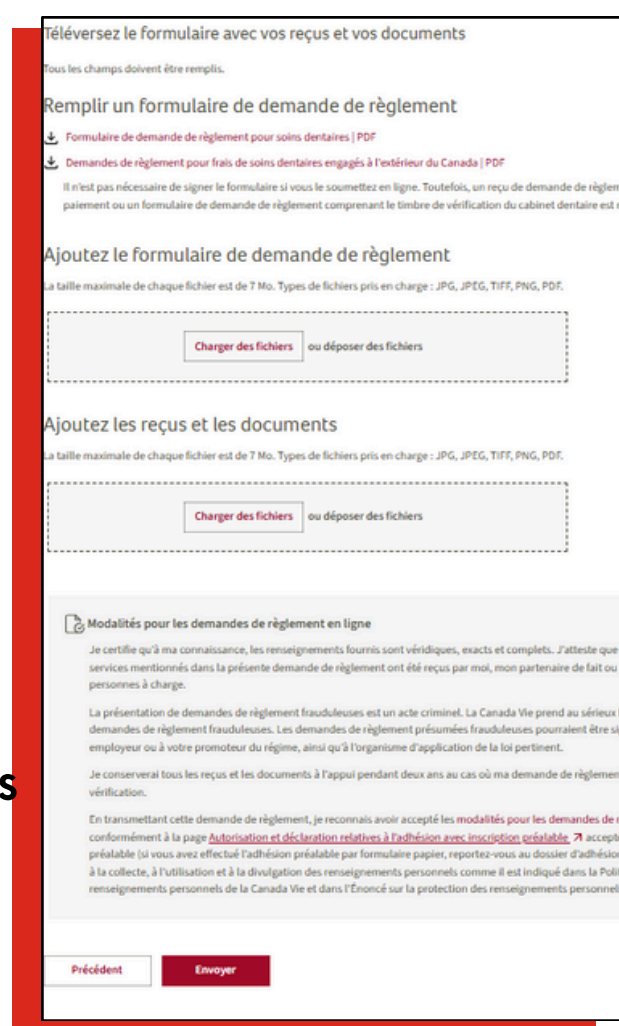 Téléversez le formulaire avec vos reçus et vos documents
Tous les champs doivent être remplis.
Remplir un formulaire de demande de règlement
Formulaire de demande de règlement pour soins dentaires | PDF
Demandes de règlement pour frais de soins dentaires engagés à l'extérieur du Canada | PDF
Il n'est pas nécessaire de signer le formulaire si vous le soumettez en ligne. Toutefois, un reçu de demande de règlem
paiement ou un formulaire de demande de règlement comprenant le timbre de vérification du cabinet dentaire est
Ajoutez le formulaire de demande de règlement
La taille maximale de chaque fichier est de 7 Mo. Types de fichiers pris en charge : JPG, JPEG, TIFF, PNG, PDF.
Charger des fichiers ou déposer des fichiers
Ajoutez les reçus et les documents
La taille maximale de chaque fichier est de 7 Mo. Types de fichiers pris en charge : JPG, JPEG, TIFF, PNG, PDF.
Charger des fichiers ou déposer des fichiers
Modalités pour les demandes de règlement en ligne
Je certifie qu'à ma connaissance, les renseignements fournis sont véridiques, exacts et complets. J'atteste que
services mentionnés dans la présente demande de règlement ont été reçus par moi, mon partenaire de fait ou
personnes à charge.
La présentation de demandes de règlement frauduleuses est un acte criminel. La Canada Vie prend au sérieux
demandes de règlement frauduleuses. Les demandes de règlement présumées frauduleuses pourraient être si
employeur ou à votre promoteur du régime, ainsi qu'à l'organisme d'application de la loi pertinent.
Je conserverai tous les reçus et les documents à l'appui pendant deux ans au cas où ma demande de règlemen
vérification.
s
En transmettant cette demande de règlement, je reconnais avoir accepté les modalités pour les demandes de
conformément à la page Autorisation et déclaration relatives à l'adhésion avec inscription préalable accept
préalable (si vous avez effectué l'adhésion préalable par formulaire papier, reportez-vous au dossier d'adhésion
à la collecte, à l'utilisation et à la divulgation des renseignements personnels comme il est indiqué dans la Poli
renseignements personnels de la Canada Vie et dans l'Énoncé sur la protection des renseignements personnel
Précédent Envoyer